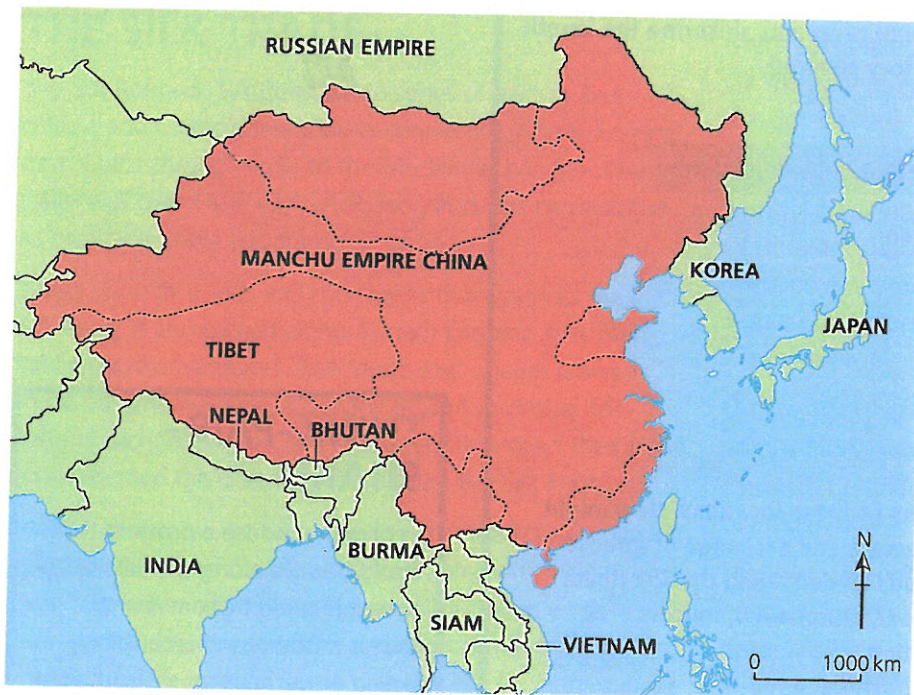 RUSSIAN EMPIRE
MANCHU EMPIRE CHINA
KOREA
JAPAN
TIBET
NEPAL
BHUTAN
INDIA
BURMA
SIAM
VIETNAM
N
0 1000 km